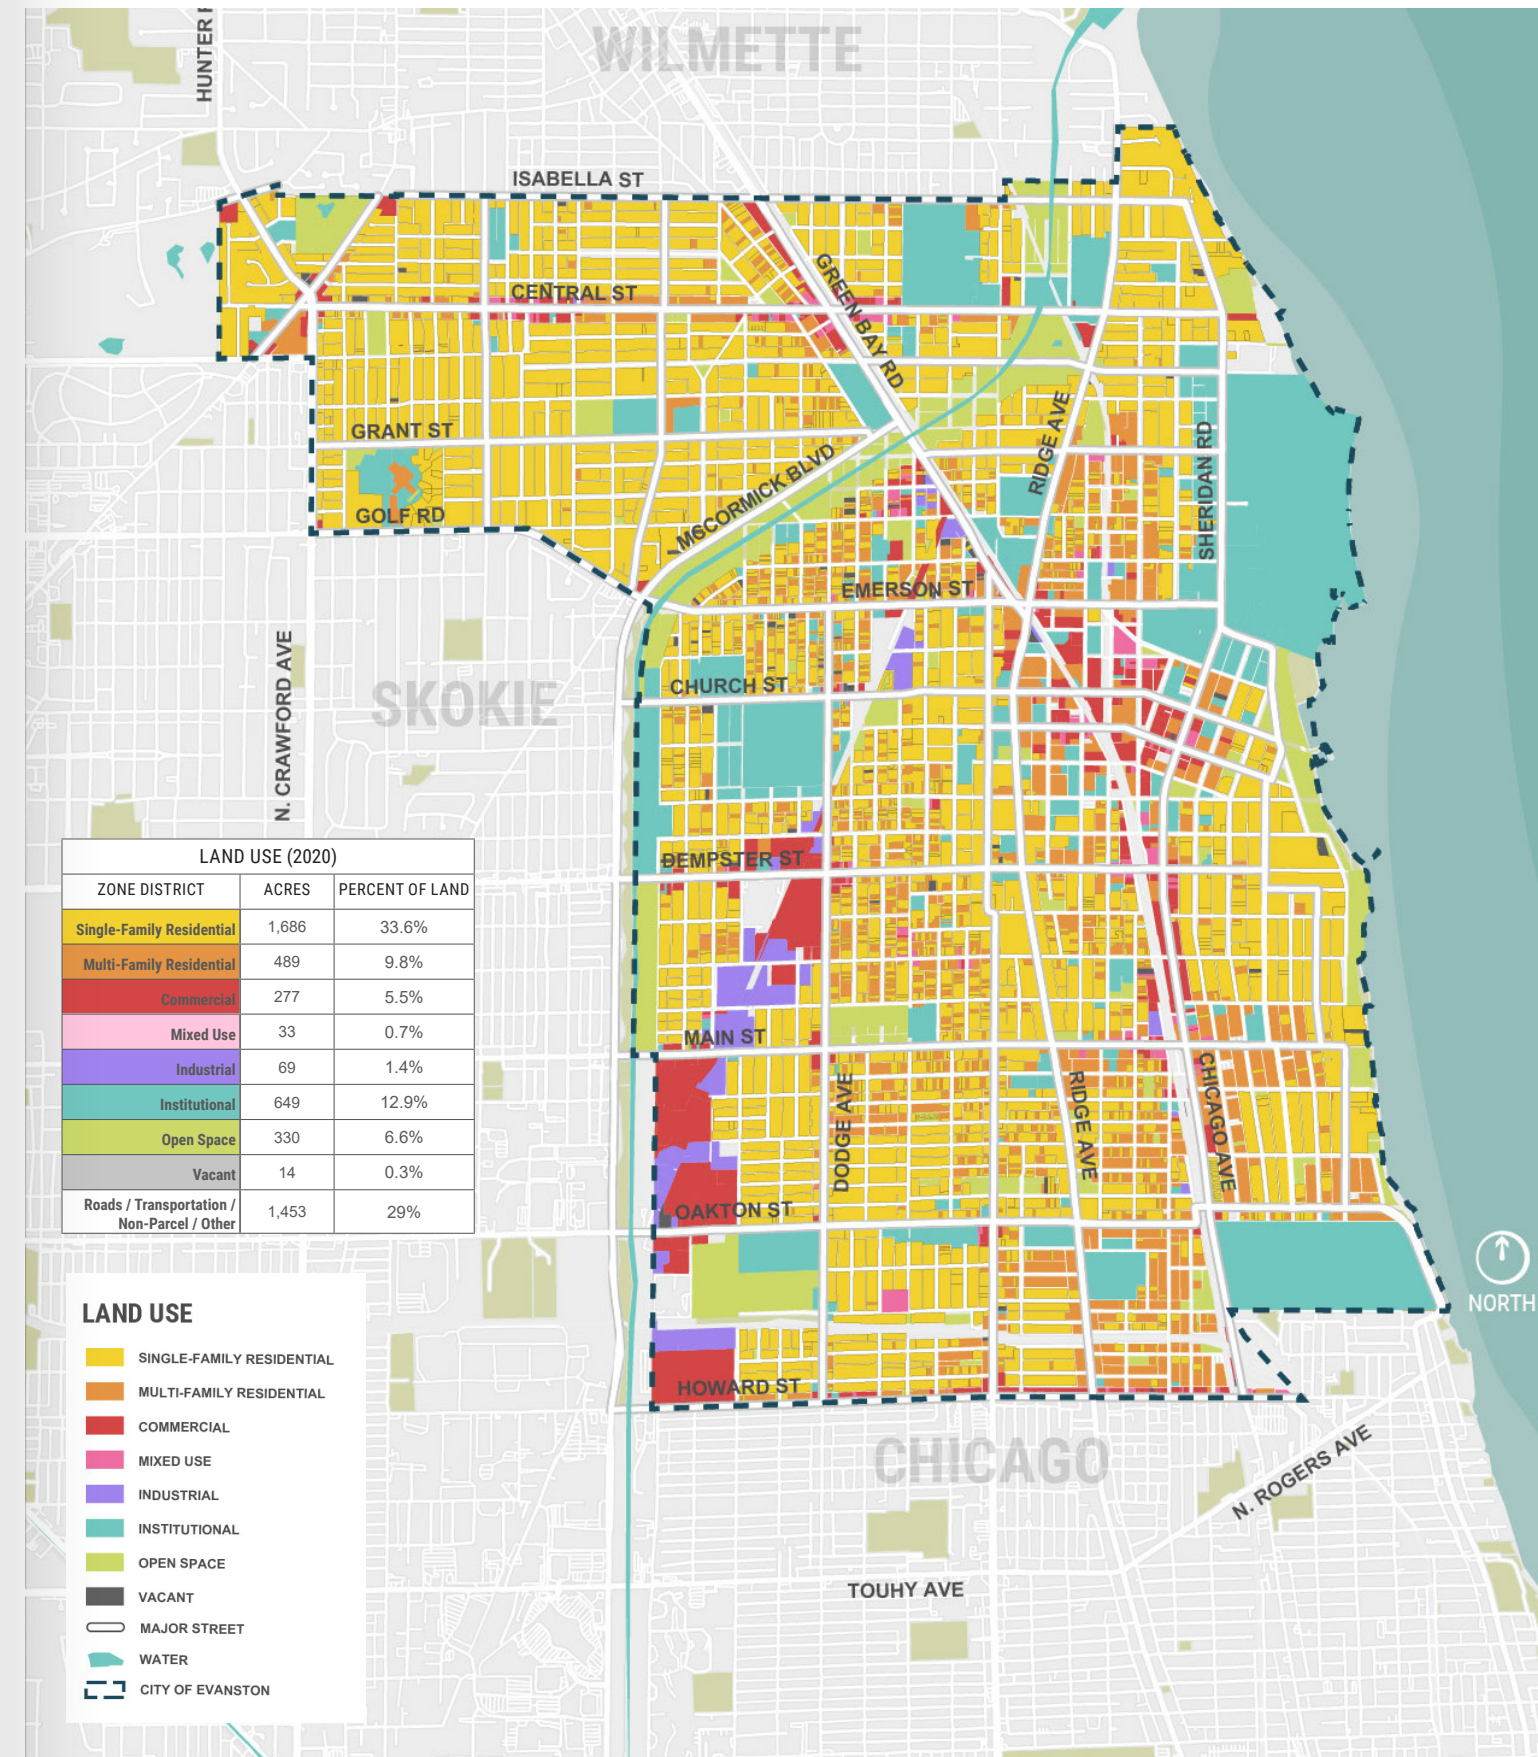 HUNTER
WILMETTE
ISABELLA ST
GREEN BAY RD
CENTRAL ST
RIDGE AVE
SHERIDAN RD
GRANT ST
MCCORMICK BLVD
GOLF RD
EMERSON ST
N. CRAWFORD AVE
SKOKIE
CHURCH ST
DEMPSTER ST
LAND USE (2020)
ZONE DISTRICT ACRES PERCENT OF LAND
Single-Family Residential 1,686 33.6%
Multi-Family Residential 489 9.8%
Commercial 277 5.5%
Mixed Use 33 0.7%
Industrial 69 1.4%
Institutional 649 12.9%
Open Space 330 6.6%
Vacant 14 0.3%
Roads / Transportation /
Non-Parcel / Other 1,453 29%
MAIN ST
DODGE AVE
RIDGE AVE
CHICAGO AVE
OAKTON ST
HOWARD ST
NORTH
CHICAGO
N. ROGERS AVE
TOUHY AVE
LAND USE
SINGLE-FAMILY RESIDENTIAL
MULTI-FAMILY RESIDENTIAL
COMMERCIAL
MIXED USE
INDUSTRIAL
INSTITUTIONAL
OPEN SPACE
VACANT
MAJOR STREET
WATER
CITY OF EVANSTON